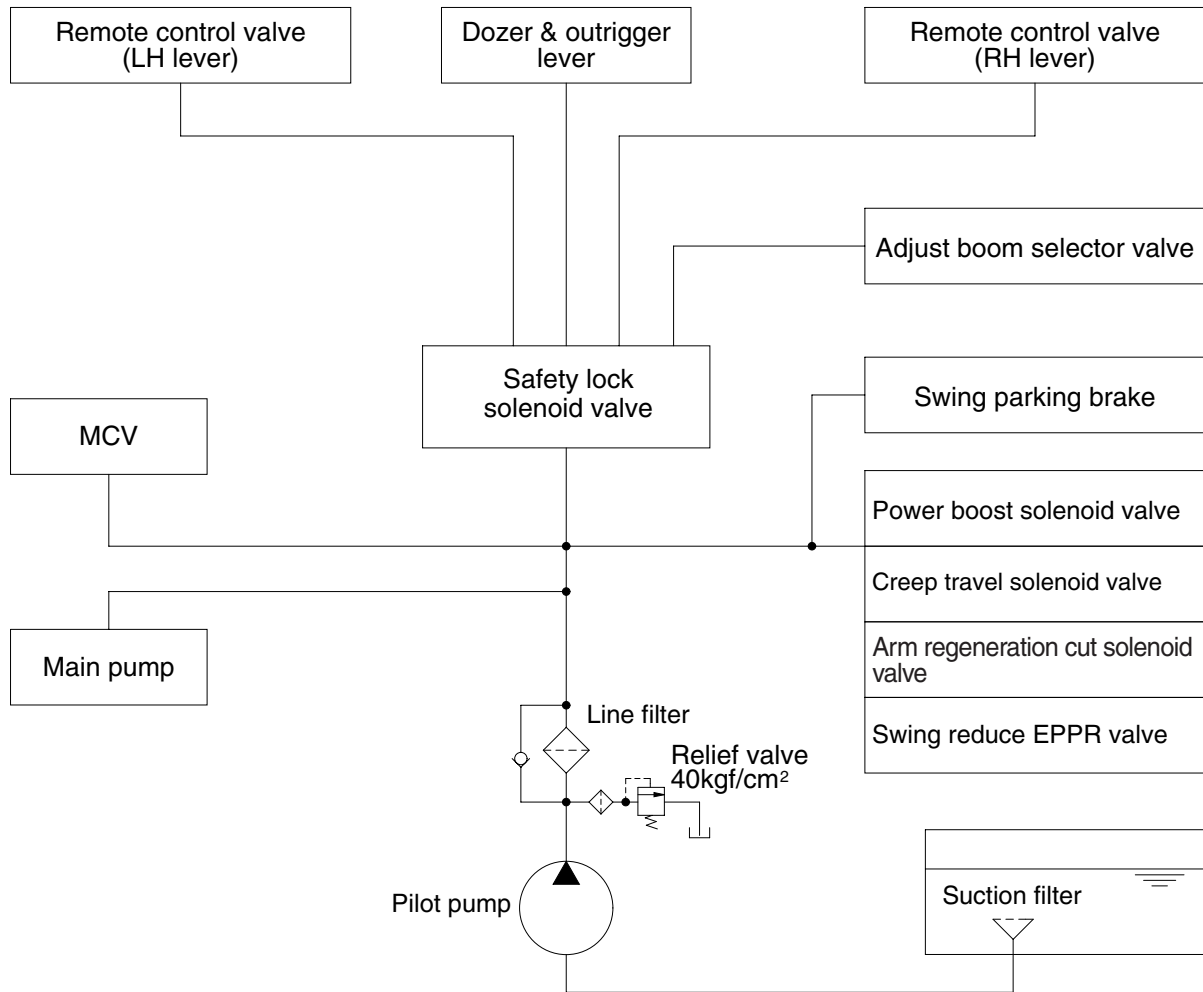 Remote control valve
(LH lever)
Dozer & outrigger
lever
Remote control valve
(RH lever)
Adjust boom selector valve
Safety lock
solenoid valve
Swing parking brake
MCV
Power boost solenoid valve
Creep travel solenoid valve
Main pump
Arm regeneration cut solenoid
valve
Line filter
Swing reduce EPPR valve
Relief valve
40kgf/cm²
Pilot pump
Suction filter